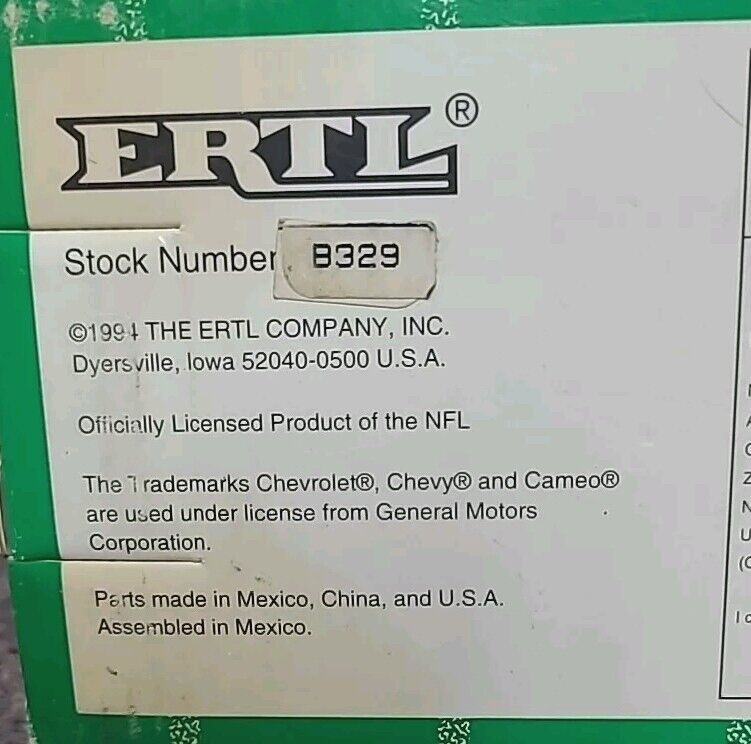 ERTL®
Stock Number B329
©1994 THE ERTL COMPANY, INC.
Dyersville, Iowa 52040-0500 U.S.A.
Officially Licensed Product of the NFL
The Trademarks Chevrolet®, Chevy® and Cameo®
are used under license from General Motors
Corporation.
Parts made in Mexico, China, and U.S.A.
Assembled in Mexico.